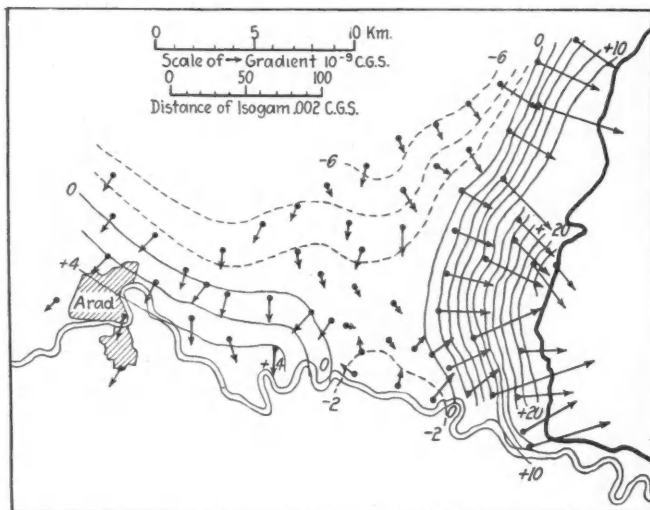 0 5 10 Km.
Scale of → Gradient 10⁻⁹ C.G.S.
0 50 100
Distance of Isogam .002 C.G.S.
0
+10
-6
-6
0
+20
+4
Arad
+4
0
-2
-2
0
+20
+10